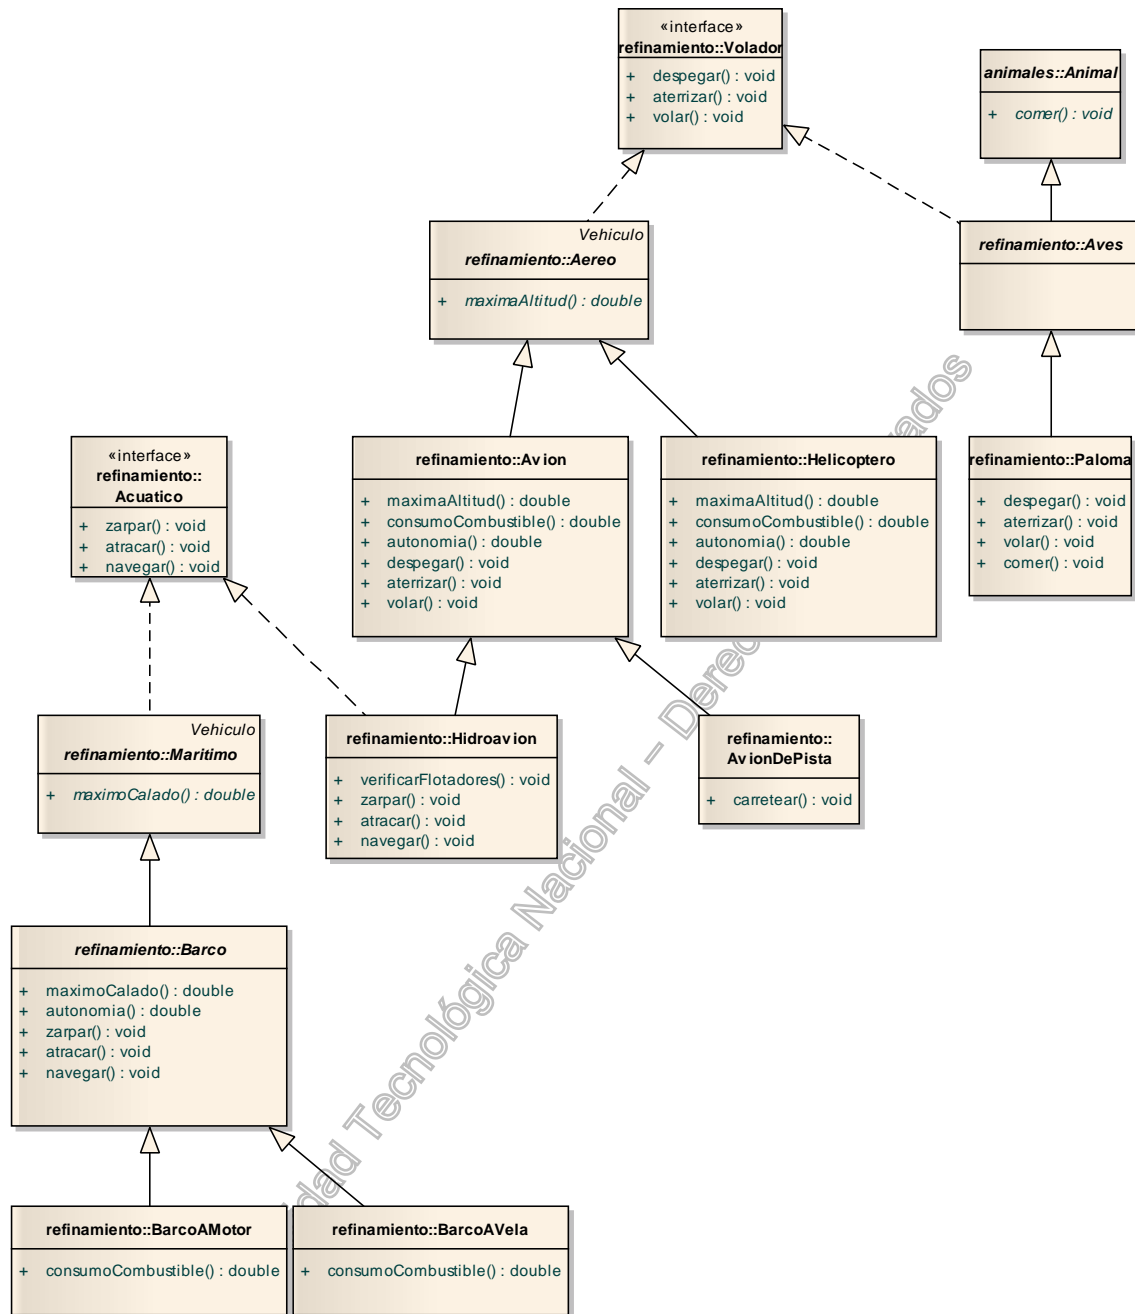 «interface»
refinamiento::Volador
+ despegar() : void
+ aterrizar() : void
+ volar() : void
animales::Animal
+ comer() : void
Vehiculo
refinamiento::Aereo
+ maximaAltitud() : double
refinamiento::Aves
«interface»
refinamiento::
Acuatico
+ zarpar() : void
+ atracar() : void
+ navegar() : void
refinamiento::Avion
+ maximaAltitud() : double
+ consumoCombustible() : double
+ autonomia() : double
+ despegar() : void
+ aterrizar() : void
+ volar() : void
refinamiento::Helicoptero
+ maximaAltitud() : double
+ consumoCombustible() : double
+ autonomia() : double
+ despegar() : void
+ aterrizar() : void
+ volar() : void
refinamiento::Paloma
+ despegar() : void
+ aterrizar() : void
+ volar() : void
+ comer() : void
Vehiculo
refinamiento::Maritimo
+ maximoCalado() : double
refinamiento::Hidroavion
+ verificarFlotadores() : void
+ zarpar() : void
+ atracar() : void
+ navegar() : void
refinamiento::
AvionDePista
+ carretear() : void
refinamiento::Barco
+ maximoCalado() : double
+ autonomia() : double
+ zarpar() : void
+ atracar() : void
+ navegar() : void
refinamiento::BarcoAMotor
+ consumoCombustible() : double
refinamiento::BarcoAVela
+ consumoCombustible() : double
Tecnológica Nacional –